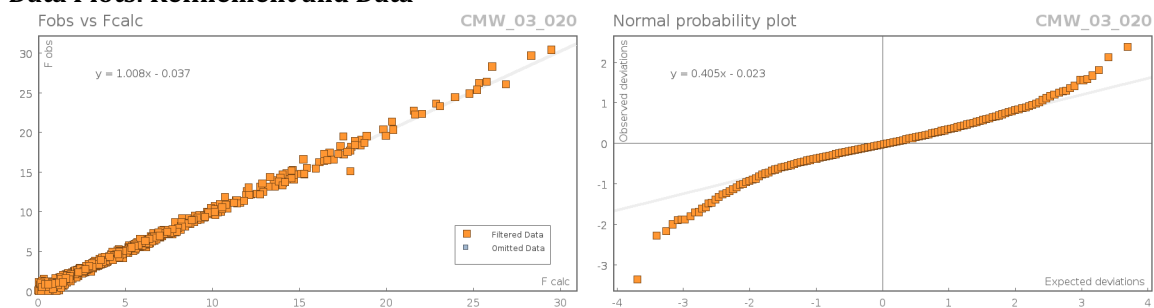 Data Plots: Refinement and Data
Fobs vs Fcalc
CMW_03_020
F obs
y = 1.008x - 0.037
30
25
20
15
10
5
0
Filtered Data
Omitted Data
F calc
0 5 10 15 20 25 30
Normal probability plot
CMW_03_020
Observed deviations
y = 0.405x - 0.023
2
1
0
-1
-2
-3
Expected deviations
-4 -3 -2 -1 0 1 2 3 4